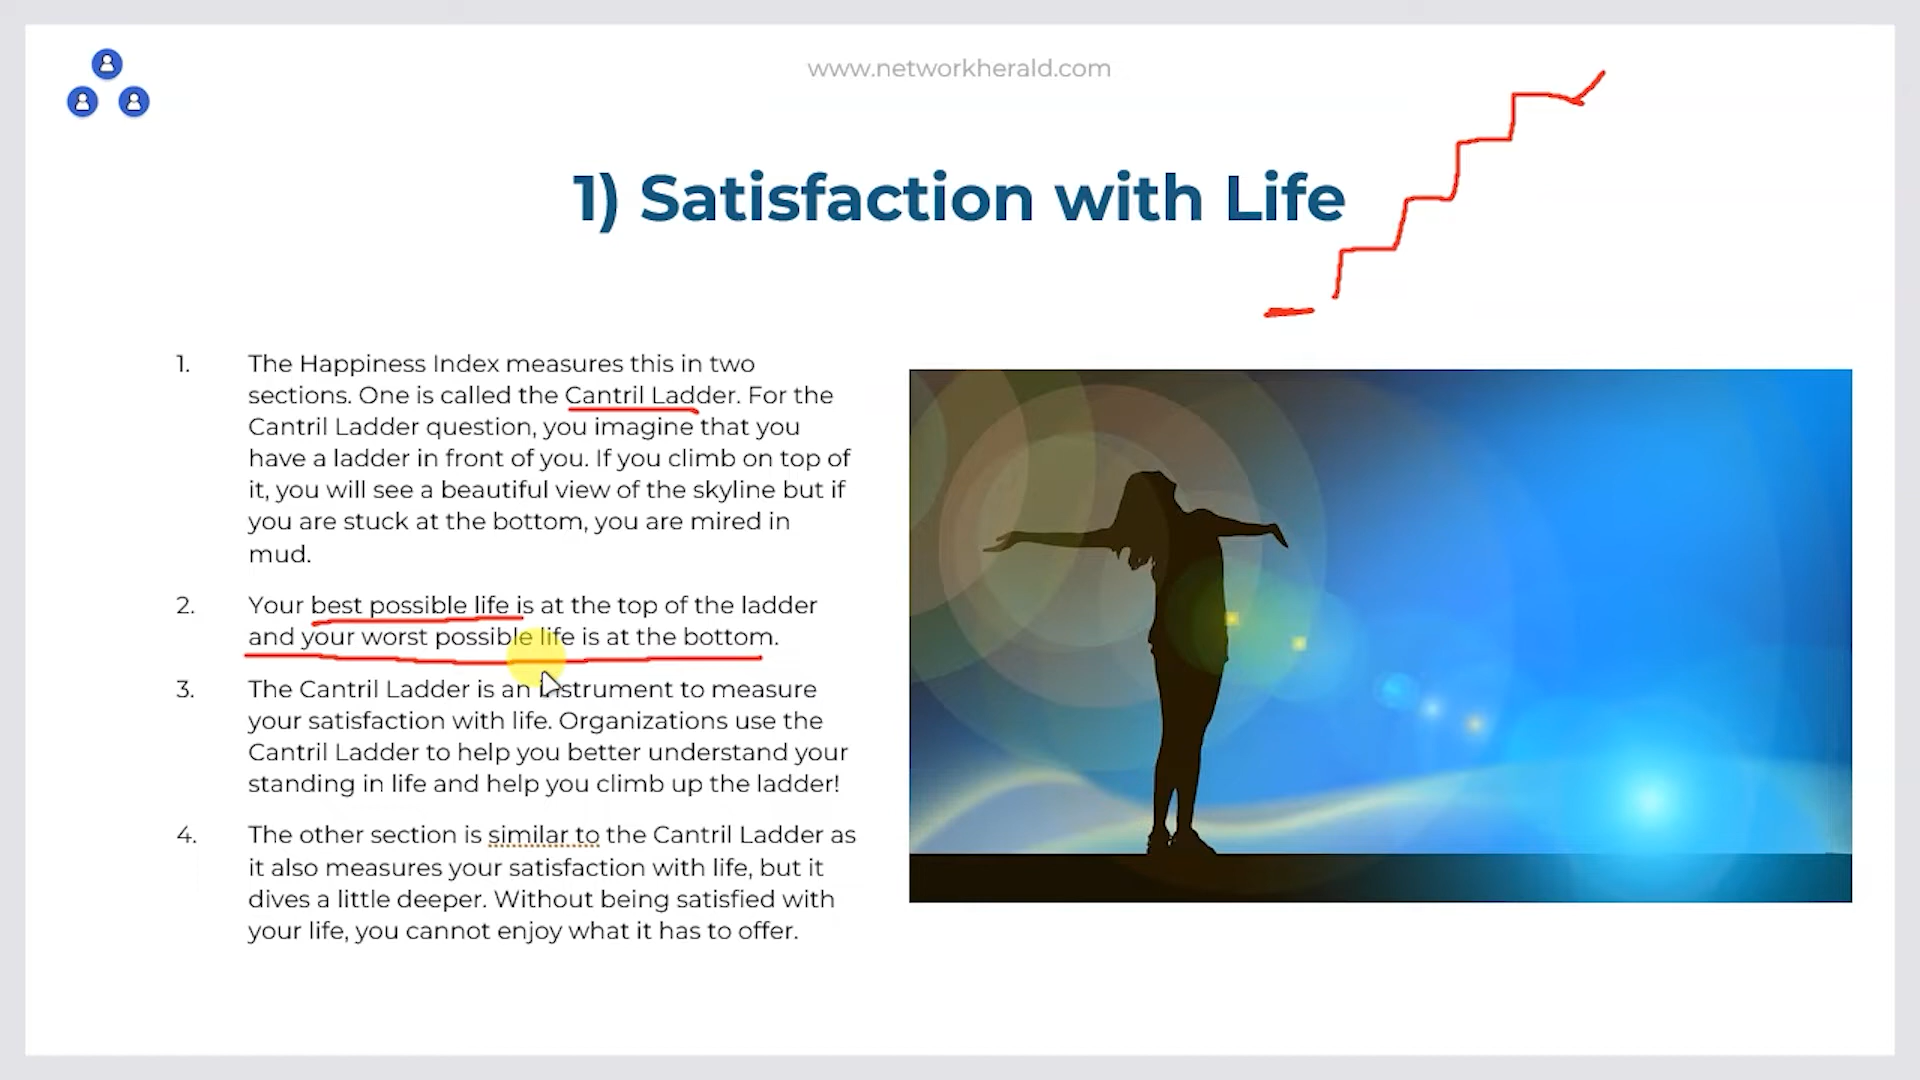 www.networkherald.com
1) Satisfaction with Life
1. The Happiness Index measures this in two
sections. One is called the Cantril Ladder. For the
Cantril Ladder question, you imagine that you
have a ladder in front of you. If you climb on top of
it, you will see a beautiful view of the skyline but if
you are stuck at the bottom, you are mired in
mud.
2. Your best possible life is at the top of the ladder
and your worst possible life is at the bottom.
3. The Cantril Ladder is an instrument to measure
your satisfaction with life. Organizations use the
Cantril Ladder to help you better understand your
standing in life and help you climb up the ladder!
4. The other section is similar to the Cantril Ladder as
it also measures your satisfaction with life, but it
dives a little deeper. Without being satisfied with
your life, you cannot enjoy what it has to offer.